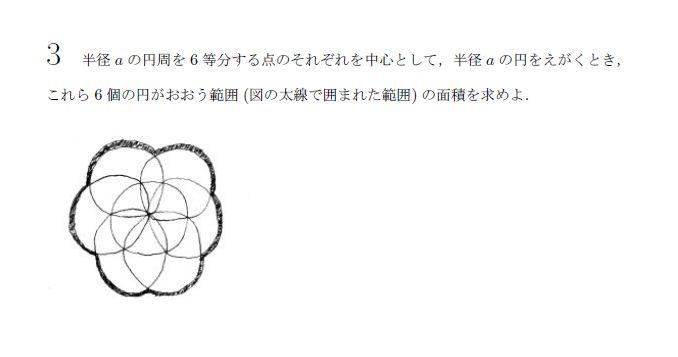 3 半径 a の円周を 6 等分する点のそれぞれを中心として，半径 a の円をえがくとき，
これら 6 個の円がおおう範囲 (図の太線で囲まれた範囲) の面積を求めよ．